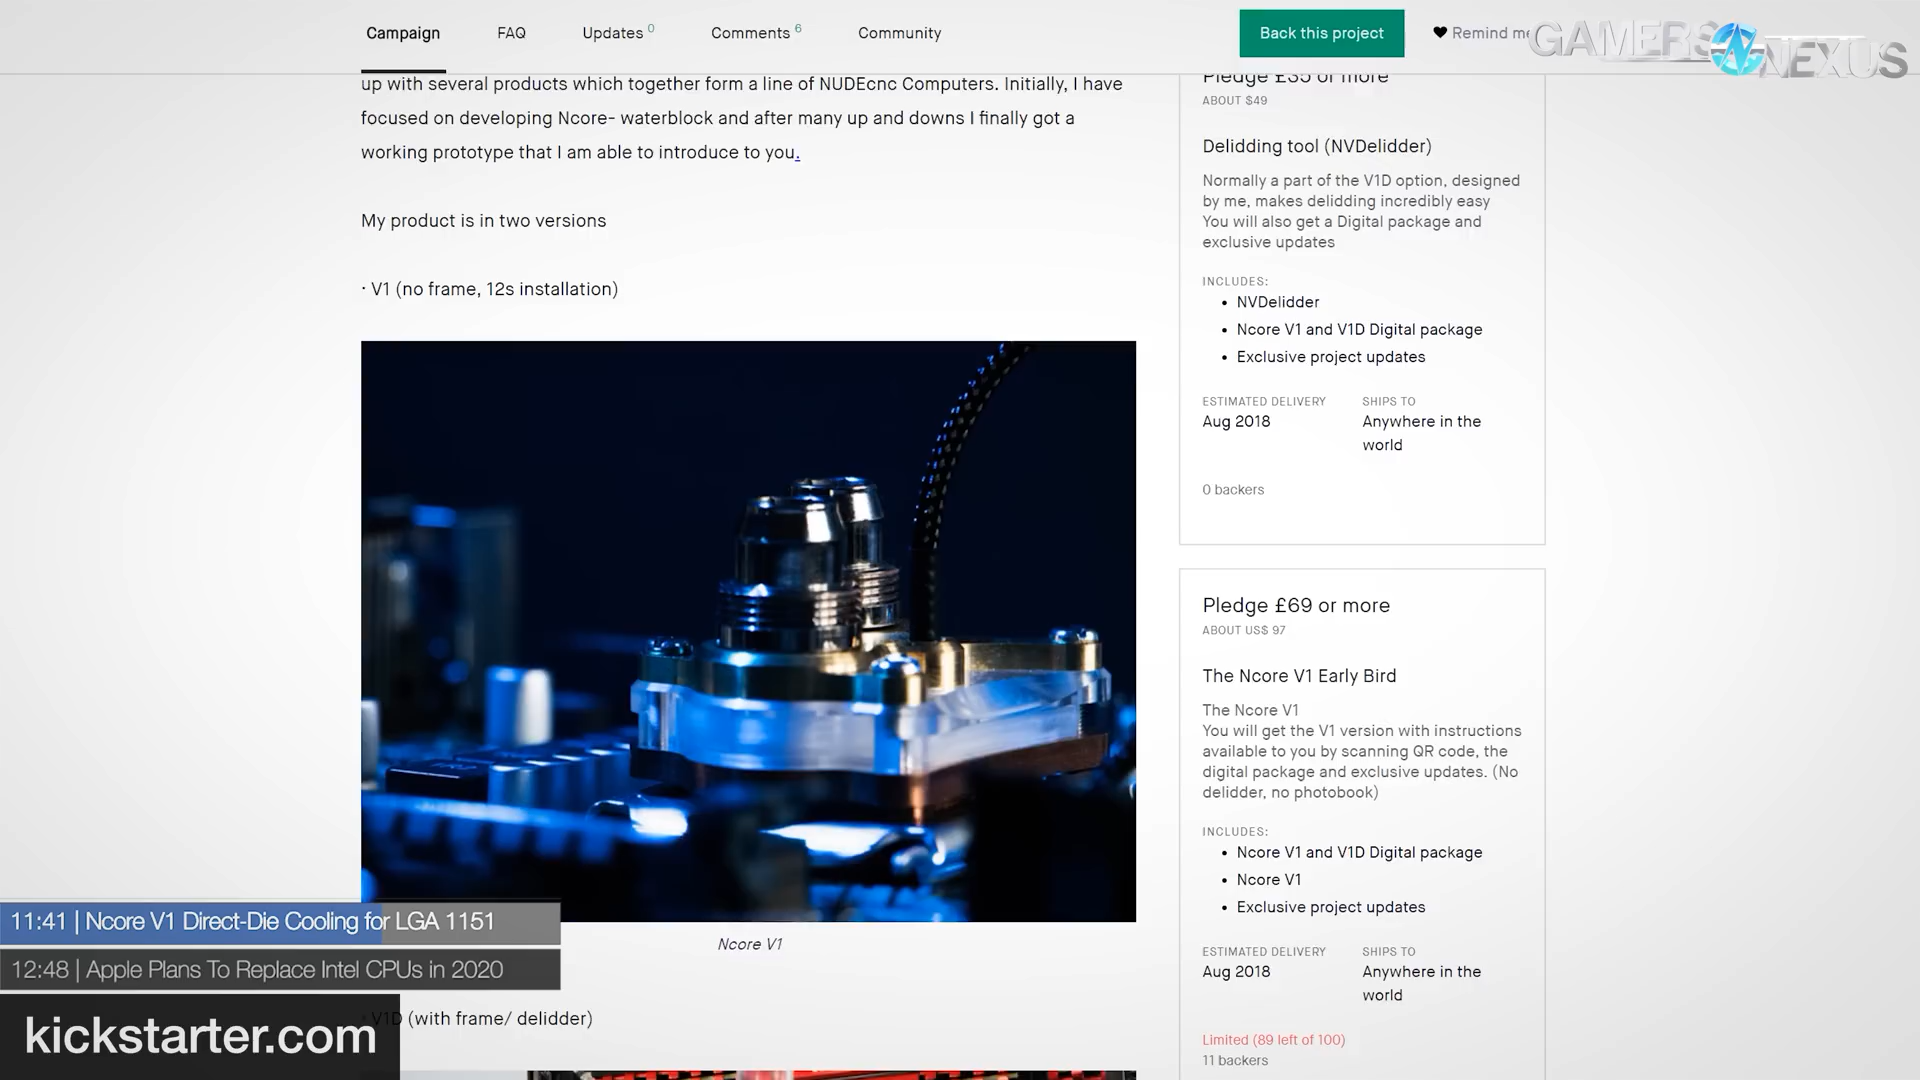 Campaign
FAQ
Updates 0
Comments 6
Community
Back this project
Remind me
GAMERS NEXUS
up with several products which together form a line of NUDEcnc Computers. Initially, I have
focused on developing Ncore- waterblock and after many up and downs I finally got a
working prototype that I am able to introduce to you.
My product is in two versions
· V1 (no frame, 12s installation)
Ncore V1
· V1D (with frame/ delidder)
Pledge £35 or more
ABOUT $49
Delidding tool (NVDelidder)
Normally a part of the V1D option, designed
by me, makes delidding incredibly easy
You will also get a Digital package and
exclusive updates
INCLUDES:
• NVDelidder
• Ncore V1 and V1D Digital package
• Exclusive project updates
ESTIMATED DELIVERY
Aug 2018
SHIPS TO
Anywhere in the
world
0 backers
Pledge £69 or more
ABOUT US$ 97
The Ncore V1 Early Bird
The Ncore V1
You will get the V1 version with instructions
available to you by scanning QR code, the
digital package and exclusive updates. (No
delidder, no photobook)
INCLUDES:
• Ncore V1 and V1D Digital package
• Ncore V1
• Exclusive project updates
ESTIMATED DELIVERY
Aug 2018
SHIPS TO
Anywhere in the
world
Limited (89 left of 100)
11 backers
11:41 | Ncore V1 Direct-Die Cooling for LGA 1151
12:48 | Apple Plans To Replace Intel CPUs in 2020
kickstarter.com